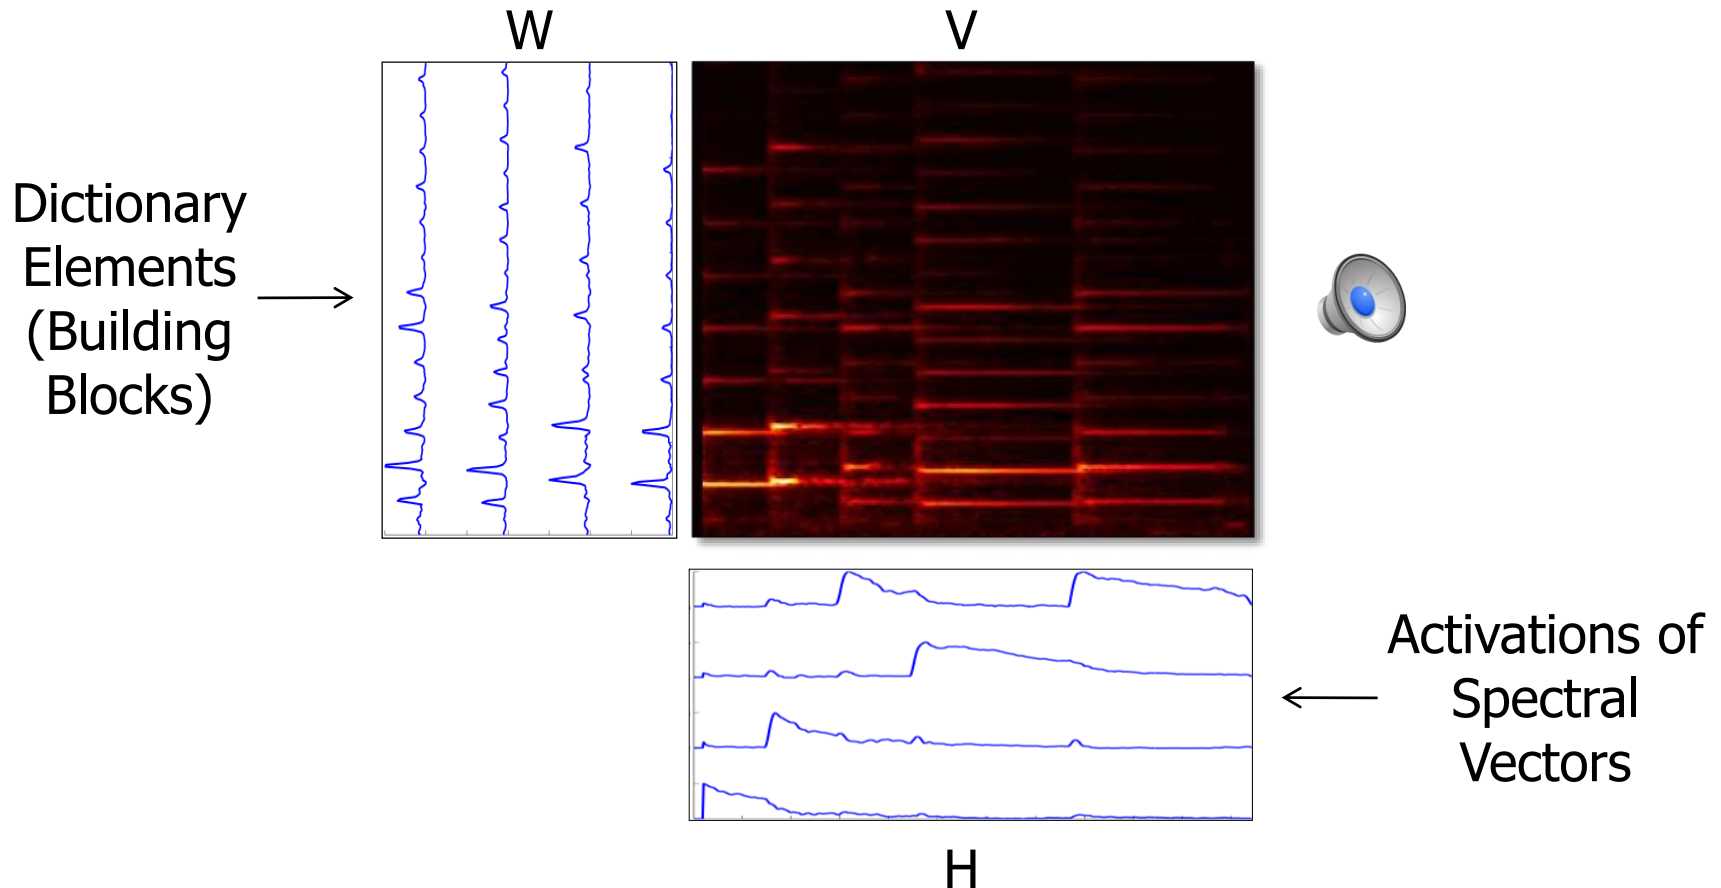 W
V
Dictionary
Elements
(Building
Blocks)
Activations of
Spectral
Vectors
H